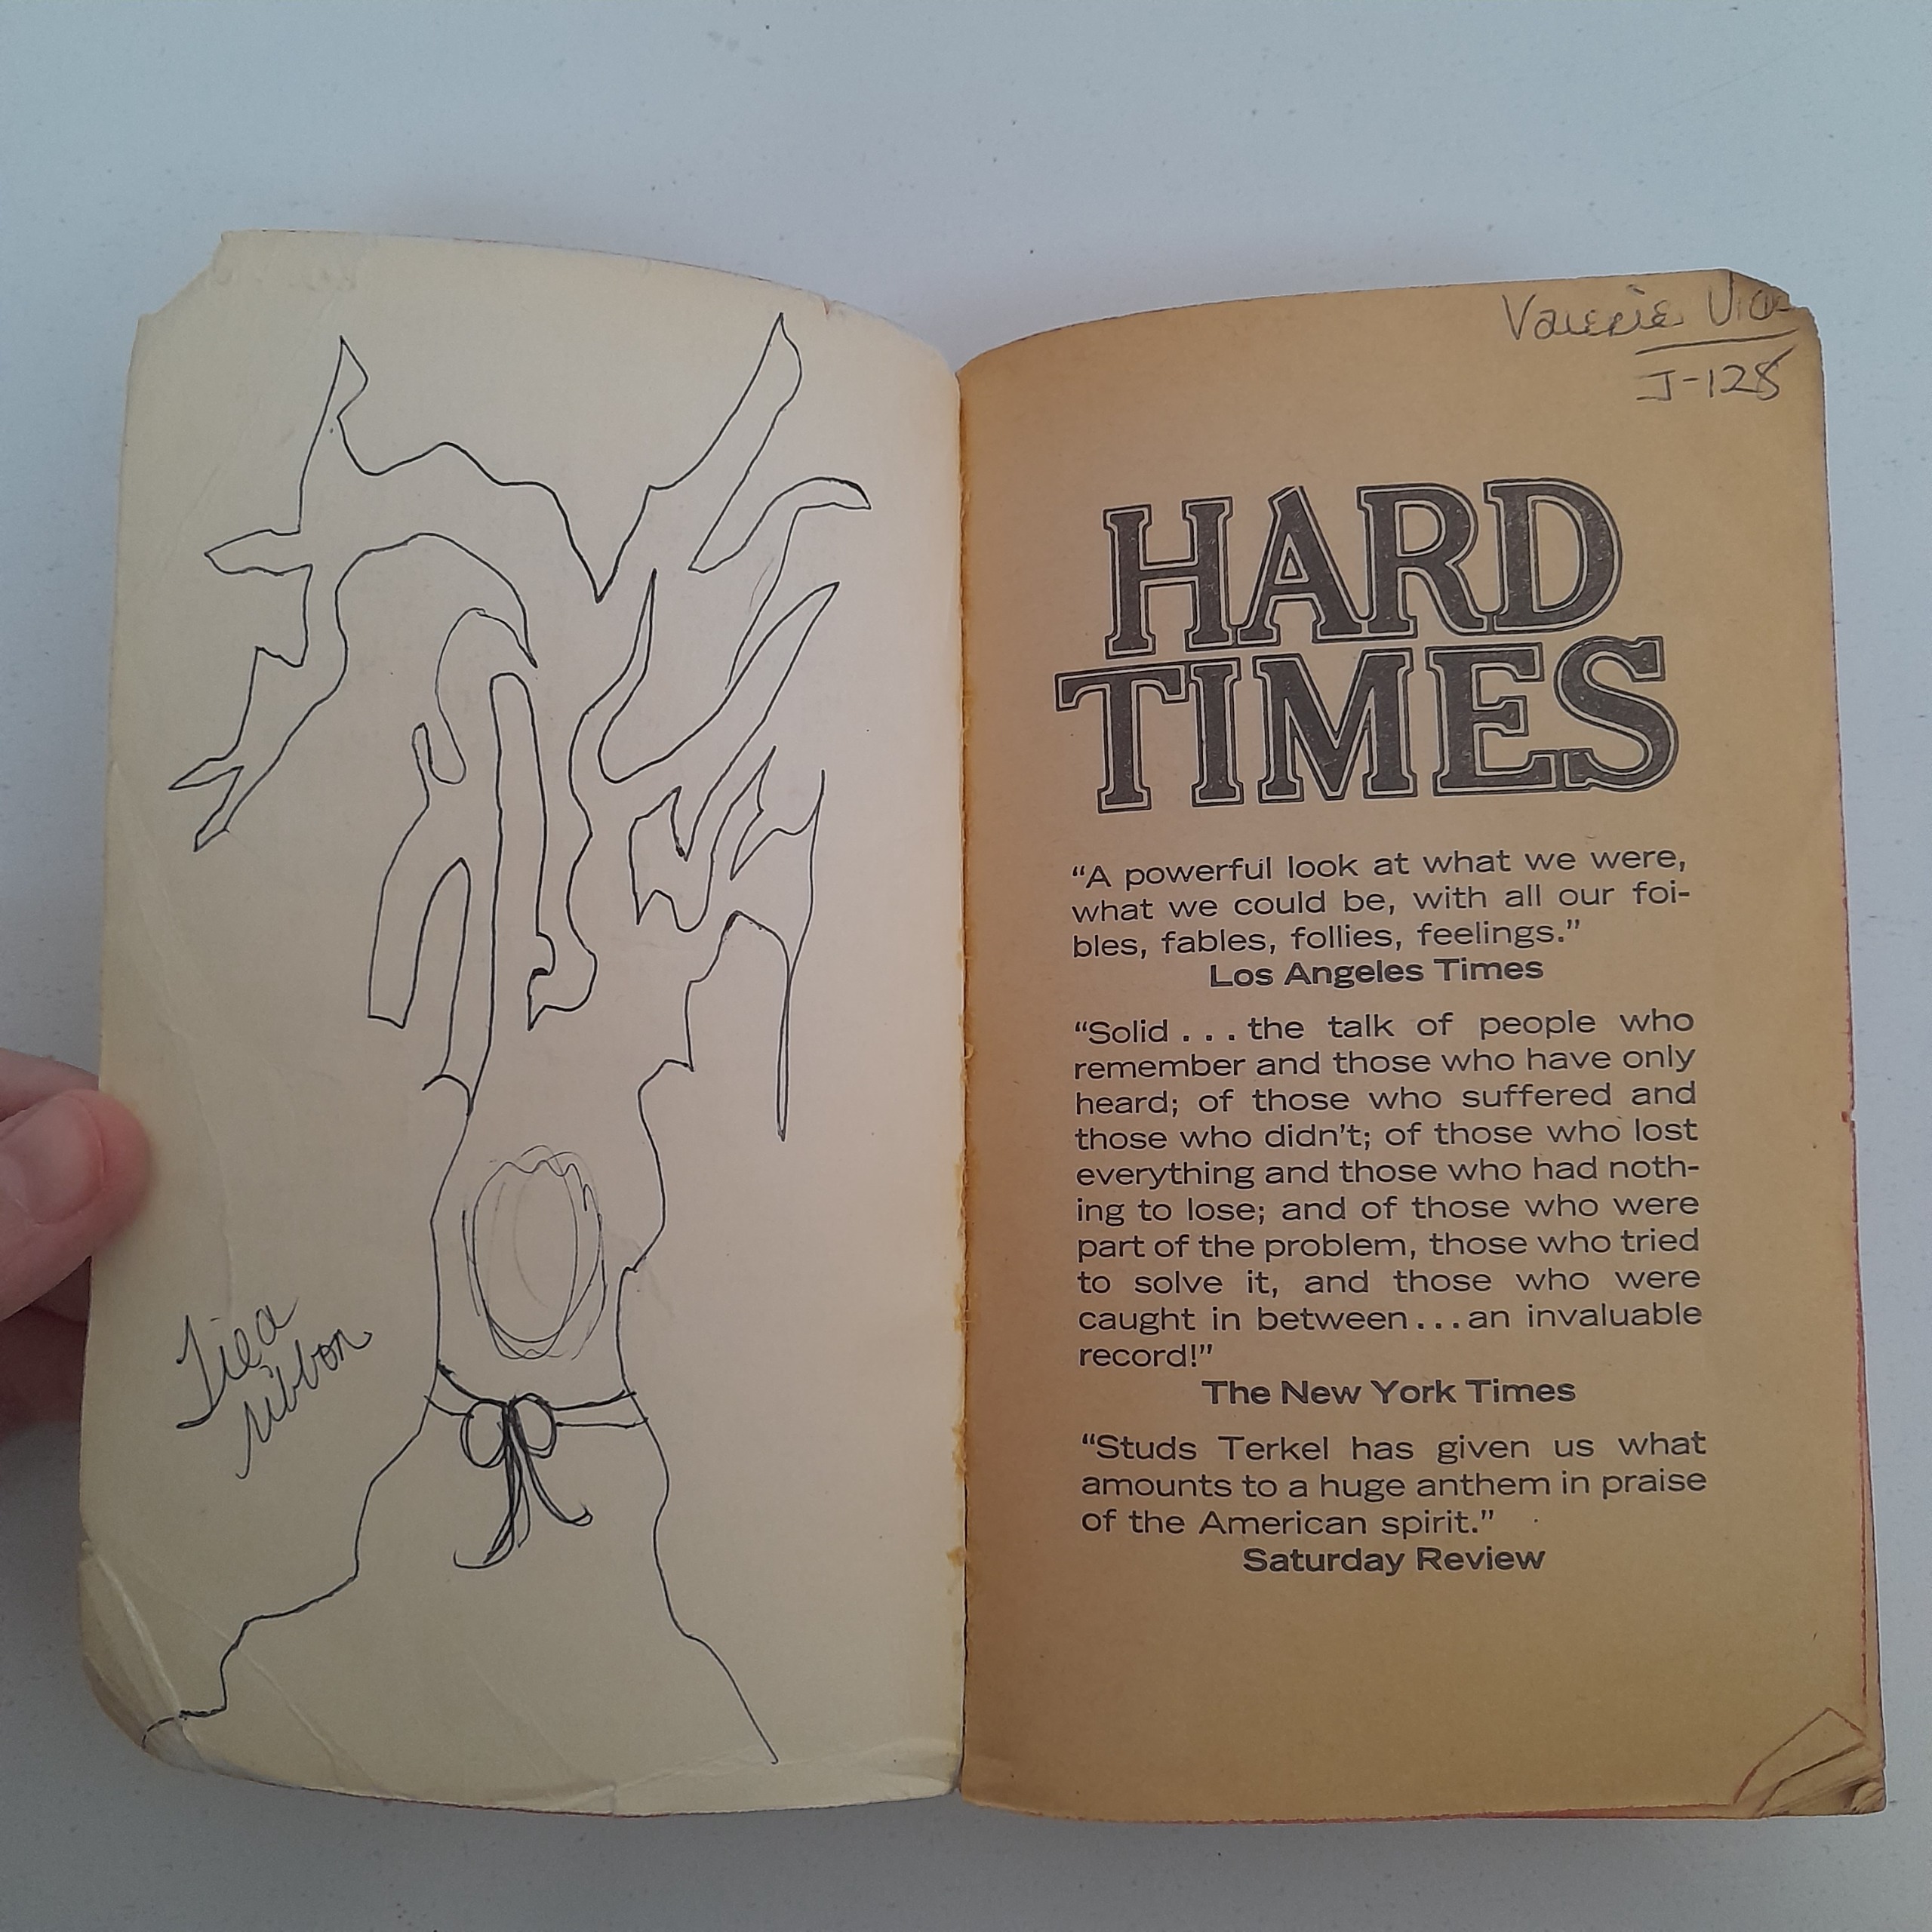 Tie a
ribbon
Valerie
J-128
HARD
TIMES
“A powerful look at what we were,
what we could be, with all our foi-
bles, fables, follies, feelings.”
Los Angeles Times
“Solid . . . the talk of people who
remember and those who have only
heard; of those who suffered and
those who didn’t; of those who lost
everything and those who had noth-
ing to lose; and of those who were
part of the problem, those who tried
to solve it, and those who were
caught in between . . . an invaluable
record!”
The New York Times
“Studs Terkel has given us what
amounts to a huge anthem in praise
of the American spirit.”
Saturday Review